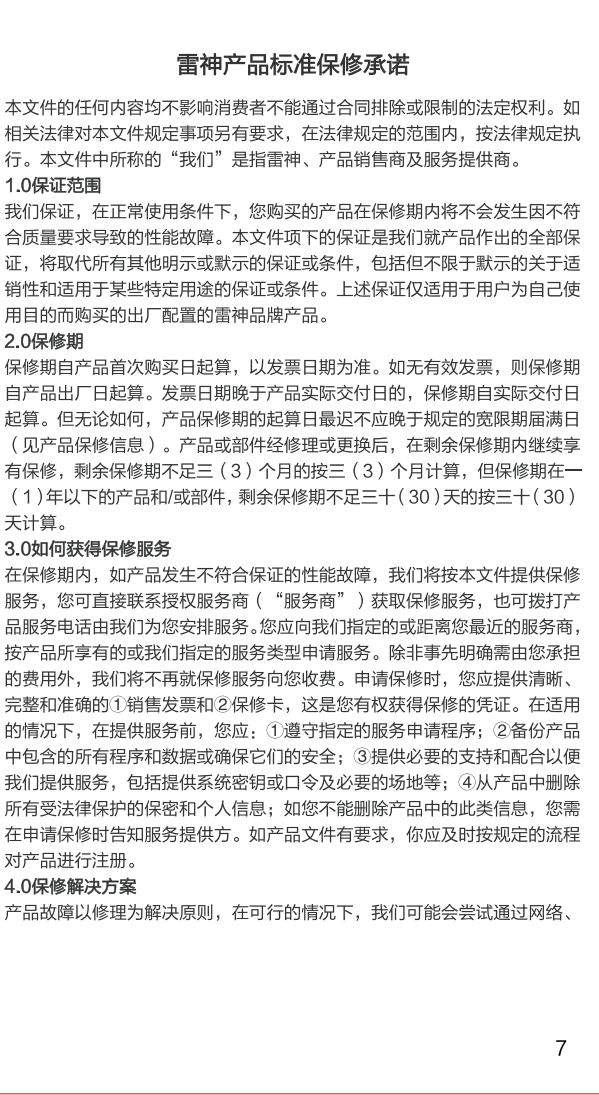 雷神产品标准保修承诺
本文件的任何内容均不影响消费者不能通过合同排除或限制的法定权利。如
相关法律对本文件规定事项另有要求，在法律规定的范围内，按法律规定执
行。本文件中所称的“我们”是指雷神、产品销售商及服务提供商。
1.0保证范围
我们保证，在正常使用条件下，您购买的产品在保修期内将不会发生因不符
合质量要求导致的性能故障。本文件项下的保证是我们就产品作出的全部保
证，将取代所有其他明示或默示的保证或条件，包括但不限于默示的关于适
销性和适用于某些特定用途的保证或条件。上述保证仅适用于用户为自己使
用目的而购买的出厂配置的雷神品牌产品。
2.0保修期
保修期自产品首次购买日起算，以发票日期为准。如无有效发票，则保修期
自产品出厂日起算。发票日期晚于产品实际交付日的，保修期自实际交付日
起算。但无论如何，产品保修期的起算日最迟不应晚于规定的宽限期届满日
（见产品保修信息）。产品或部件经修理或更换后，在剩余保修期内继续享
有保修，剩余保修期不足三（3）个月的按三（3）个月计算，但保修期在一
（1）年以下的产品和/或部件，剩余保修期不足三十（30）天的按三十（30）
天计算。
3.0如何获得保修服务
在保修期内，如产品发生不符合保证的性能故障，我们将按本文件提供保修
服务，您可直接联系授权服务商（“服务商”）获取保修服务，也可拨打产
品服务电话由我们为您安排服务。您应向我们指定的或距离您最近的服务商，
按产品所享有的或我们指定的服务类型申请服务。除非事先明确需由您承担
的费用外，我们将不再就保修服务向您收费。申请保修时，您应提供清晰、
完整和准确的①销售发票和②保修卡，这是您有权获得保修的凭证。在适用
的情况下，在提供服务前，您应：①遵守指定的服务申请程序；②备份产品
中包含的所有程序和数据或确保它们的安全；③提供必要的支持和配合以便
我们提供服务，包括提供系统密钥或口令及必要的场地等；④从产品中删除
所有受法律保护的保密和个人信息；如您不能删除产品中的此类信息，您需
在申请保修时告知服务提供方。如产品文件有要求，你应及时按规定的流程
对产品进行注册。
4.0保修解决方案
产品故障以修理为解决原则，在可行的情况下，我们可能会尝试通过网络、
7